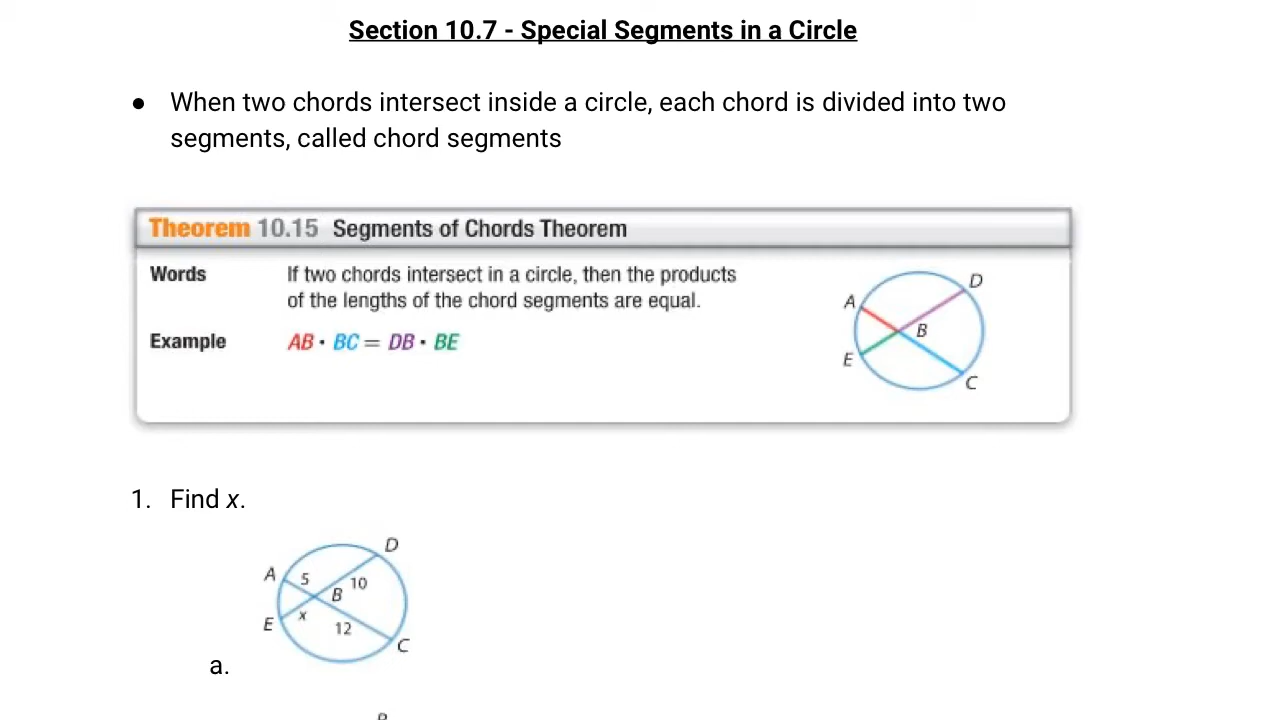 Section 10.7 - Special Segments in a Circle
● When two chords intersect inside a circle, each chord is divided into two
segments, called chord segments
Theorem 10.15 Segments of Chords Theorem
Words If two chords intersect in a circle, then the products
of the lengths of the chord segments are equal.
Example AB • BC = DB • BE
D
A
B
E
C
1. Find x.
D
A 5 10
B
E x 12
C
a.